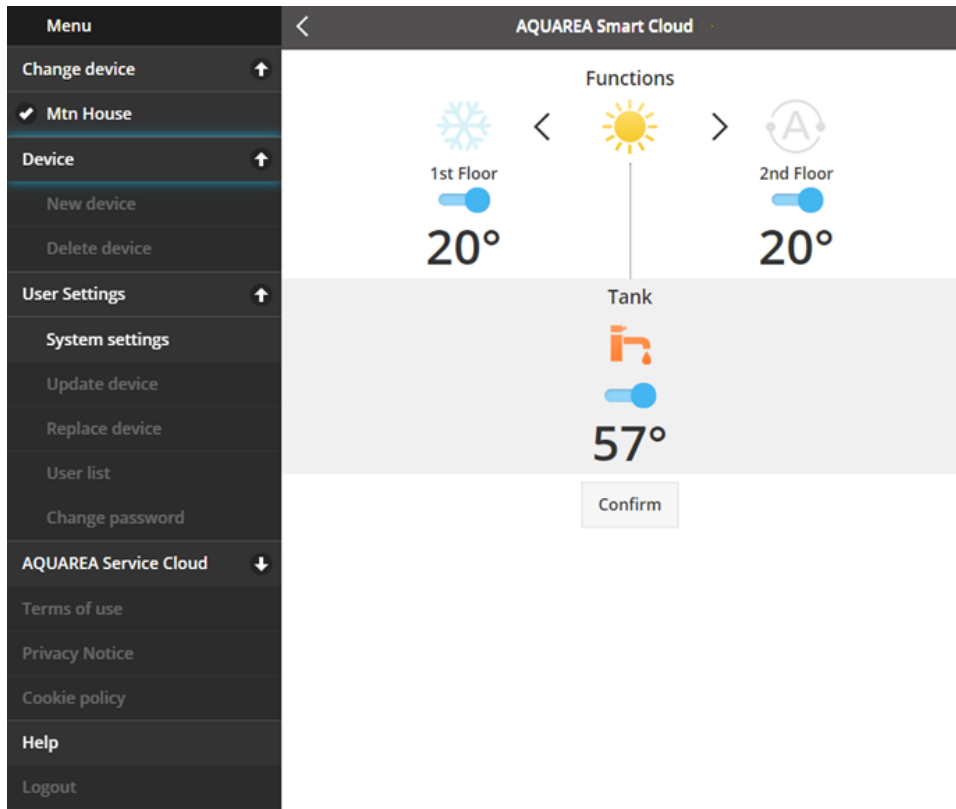 Menu
Change device
Mtn House
Device
New device
Delete device
User Settings
System settings
Update device
Replace device
User list
Change password
AQUAREA Service Cloud
Terms of use
Privacy Notice
Cookie policy
Help
Logout
AQUAREA Smart Cloud
Functions
A
1st Floor
2nd Floor
20°
20°
Tank
57°
Confirm